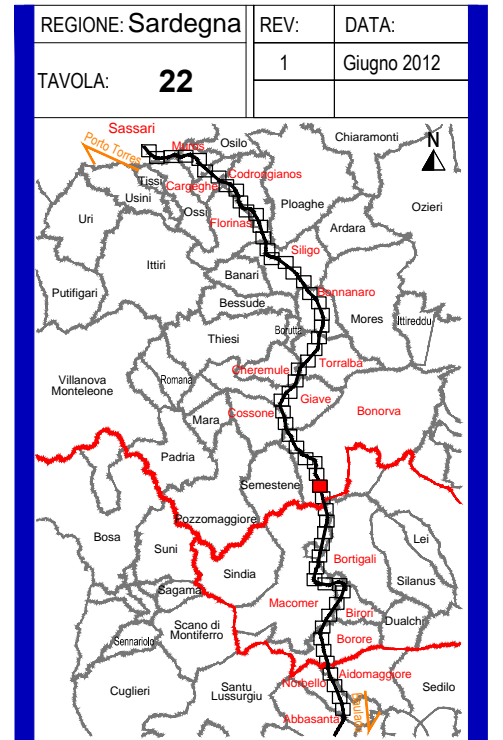 REGIONE: Sardegna REV: DATA:
TAVOLA: 22 1 Giugno 2012
Sassari
Chiaramonti
N
Porto Torres
Muros
Osilo
Tissi
Cargeghe
Codrongianos
Usini
Ploaghe
Ozieri
Ossi
Uri
Florinas
Ardara
Siligo
Ittiri
Banari
Bonnanaro
Putifigari
Bessude
Mores
Ittireddu
Borutta
Thiesi
Torralba
Cheremule
Villanova
Monteleone
Romana
Giave
Cossone
Bonorva
Mara
Padria
Semestene
Pozzomaggiore
Bosa
Lei
Suni
Bortigali
Sindia
Silanus
Sagama
Macomer
Birori
Dualchi
Scano di
Montiferro
Sennariolo
Borore
Aidomaggiore
Norbello
Cuglieri
Santu
Lussurgiu
Sedilo
Abbasanta